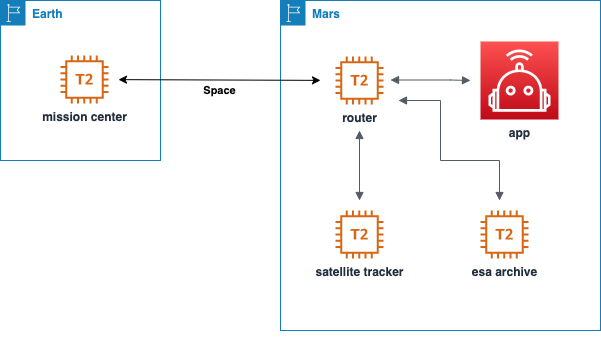 Earth
Mars
T2
mission center
Space
T2
router
app
T2
satellite tracker
T2
esa archive